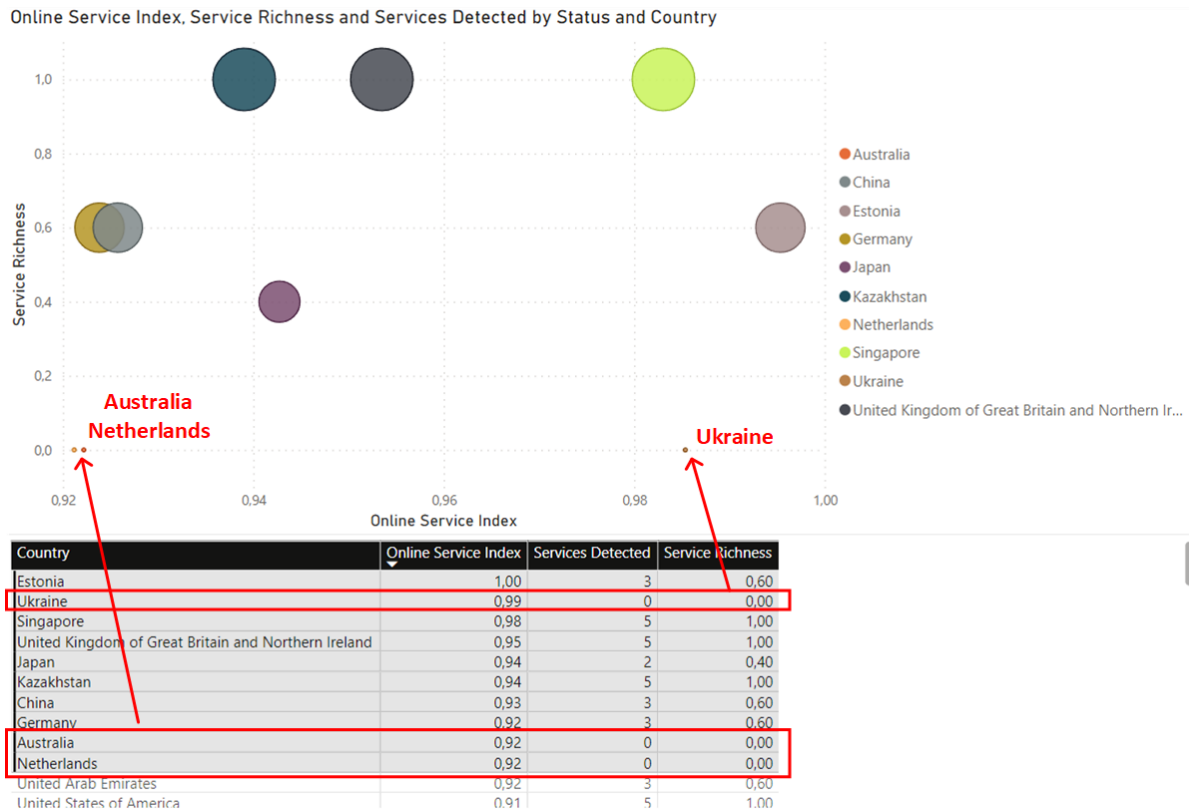 Online Service Index, Service Richness and Services Detected by Status and Country
1,0
0,8
0,6
0,4
0,2
0,0
Service Richness
0,92
0,94
0,96
0,98
1,00
Online Service Index
Australia
Netherlands
Ukraine
Australia
China
Estonia
Germany
Japan
Kazakhstan
Netherlands
Singapore
Ukraine
United Kingdom of Great Britain and Northern Ir...
Country Online Service Index Services Detected Service Richness
Estonia 1,00 3 0,60
Ukraine 0,99 0 0,00
Singapore 0,98 5 1,00
United Kingdom of Great Britain and Northern Ireland 0,95 5 1,00
Japan 0,94 2 0,40
Kazakhstan 0,94 5 1,00
China 0,93 3 0,60
Germany 0,92 3 0,60
Australia 0,92 0 0,00
Netherlands 0,92 0 0,00
United Arab Emirates 0,92 3 0,60
United States of America 0,91 5 1,00